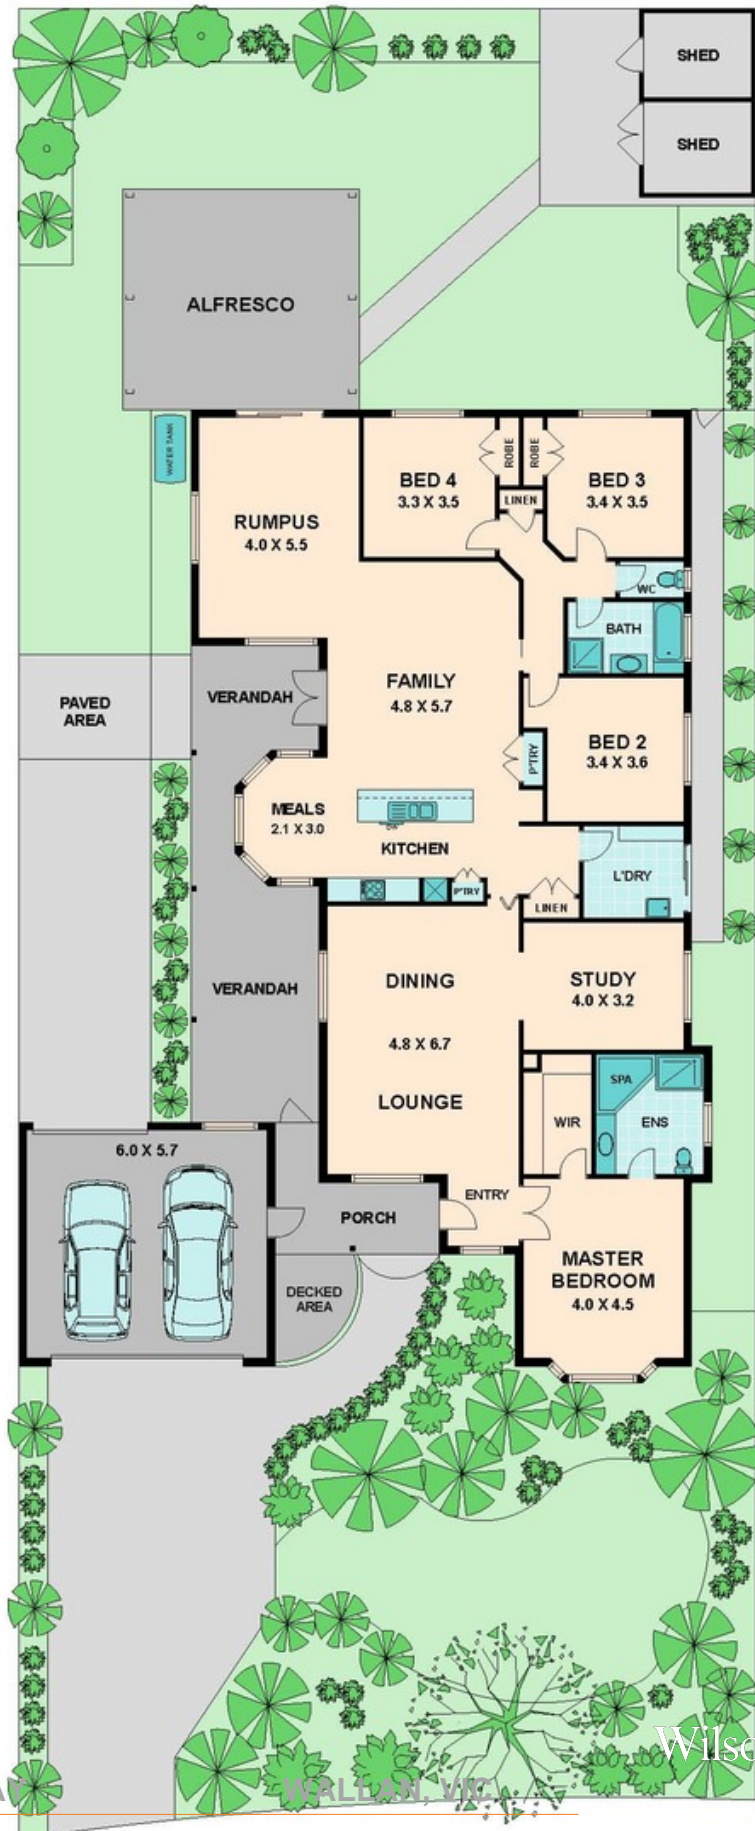 SHED
SHED
ALFRESCO
WATER TANK
RUMPUS
4.0 X 5.5
BED 4
3.3 X 3.5
ROBE
ROBE
LINEN
BED 3
3.4 X 3.5
WC
BATH
PAVED
AREA
VERANDAH
FAMILY
4.8 X 5.7
P'TRY
BED 2
3.4 X 3.6
MEALS
2.1 X 3.0
KITCHEN
P'TRY
LINEN
L'DRY
VERANDAH
DINING
4.8 X 6.7
LOUNGE
STUDY
4.0 X 3.2
SPA
WIR
ENS
6.0 X 5.7
ENTRY
PORCH
DECKED
AREA
MASTER
BEDROOM
4.0 X 4.5
Wilso
WALLAN, VIC